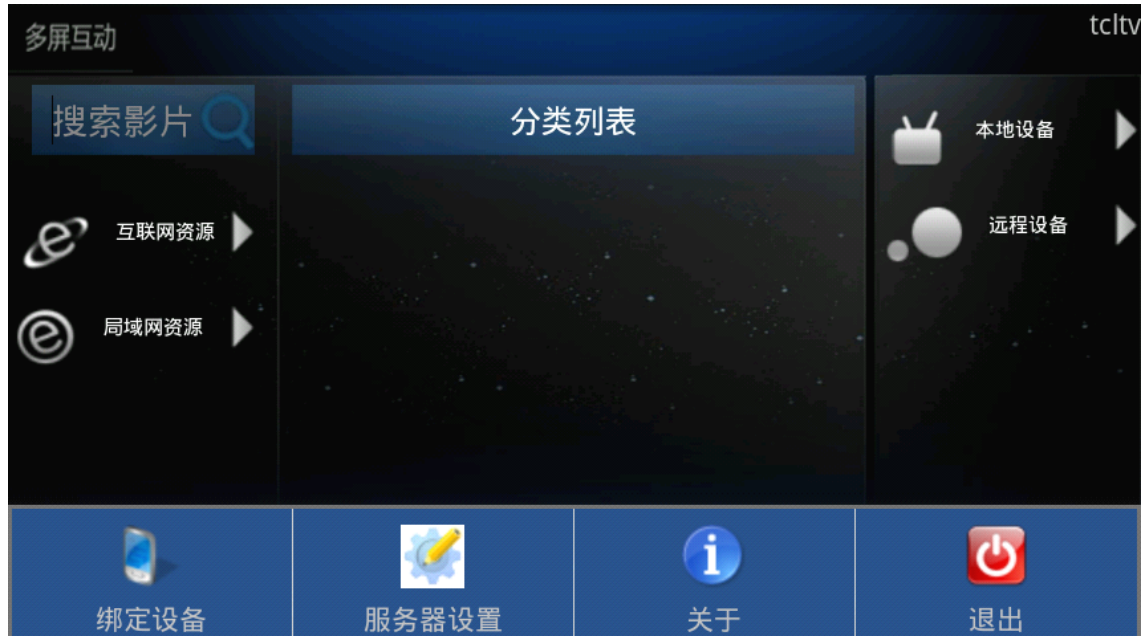 多屏互动
tcltv
搜索影片
分类列表
本地设备
互联网资源
远程设备
局域网资源
绑定设备
服务器设置
关于
退出